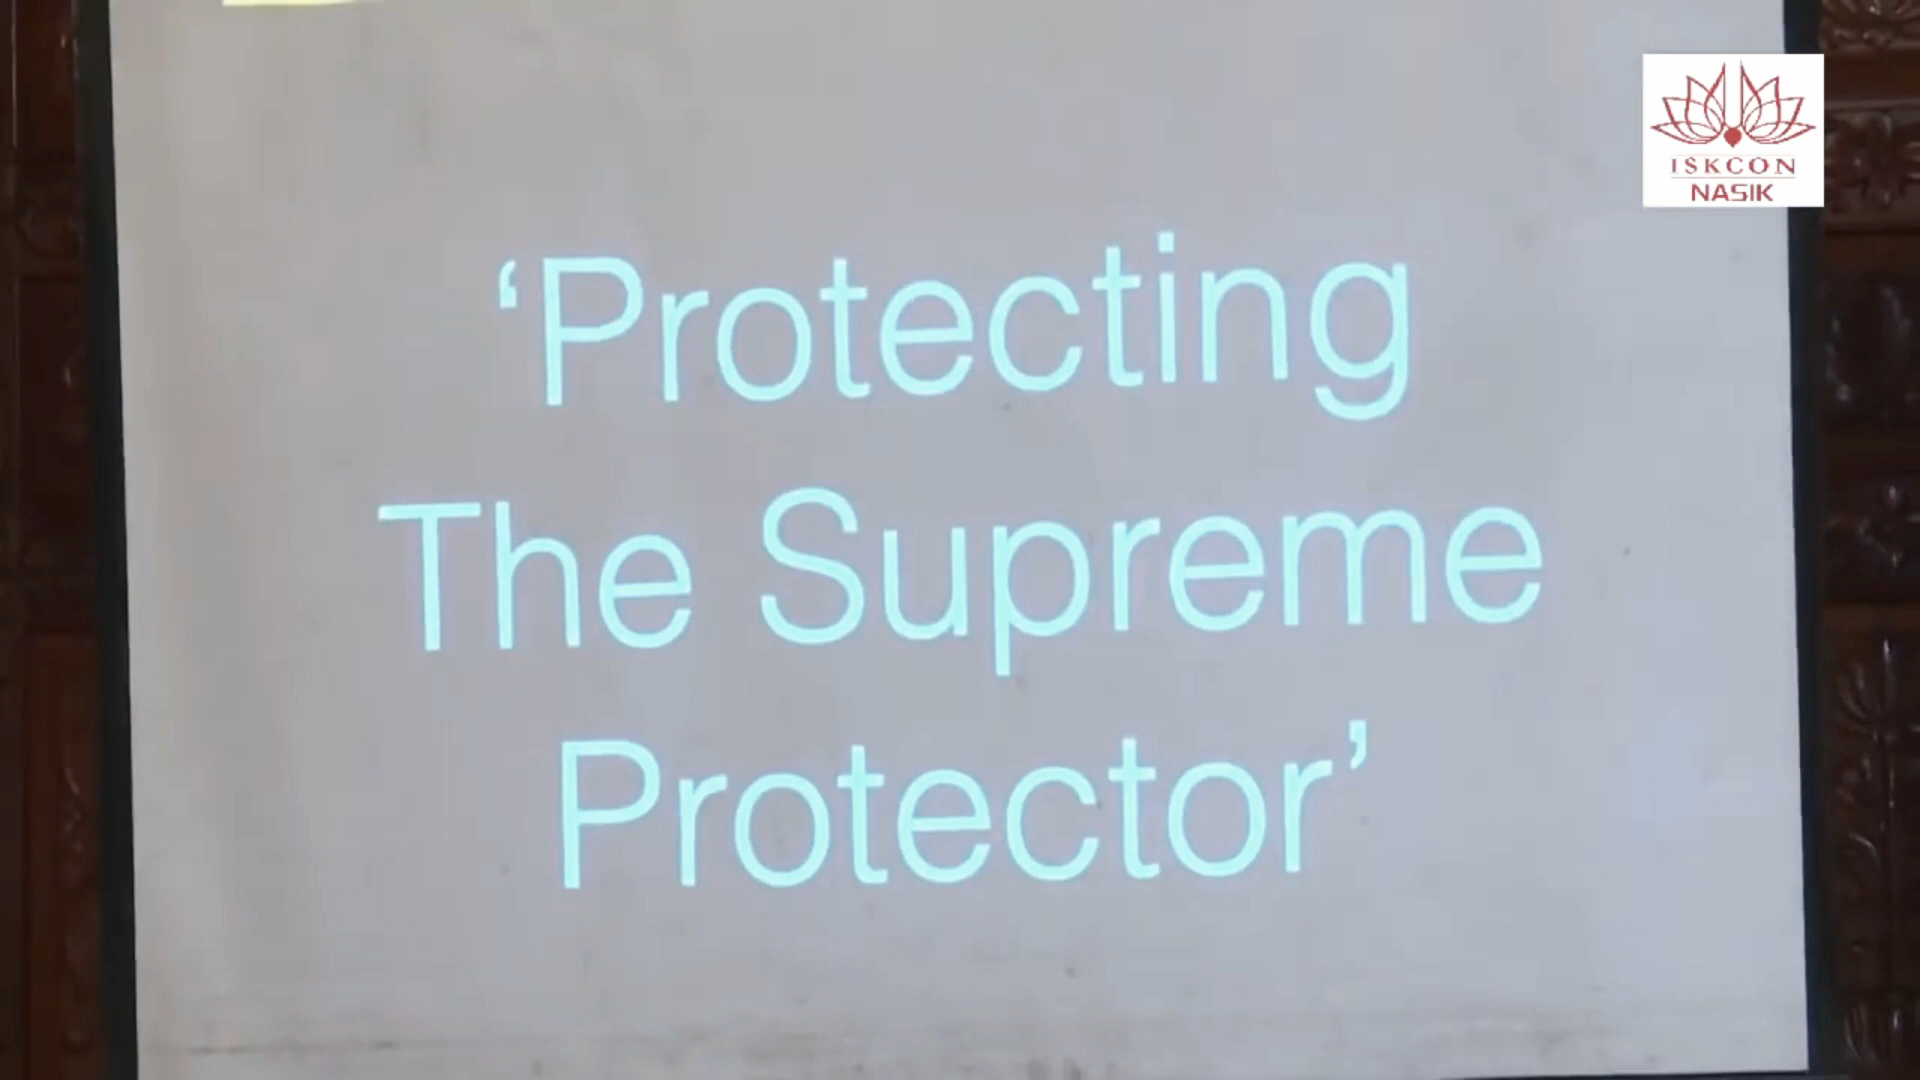 ‘Protecting
The Supreme
Protector’
ISKCON
NASIK